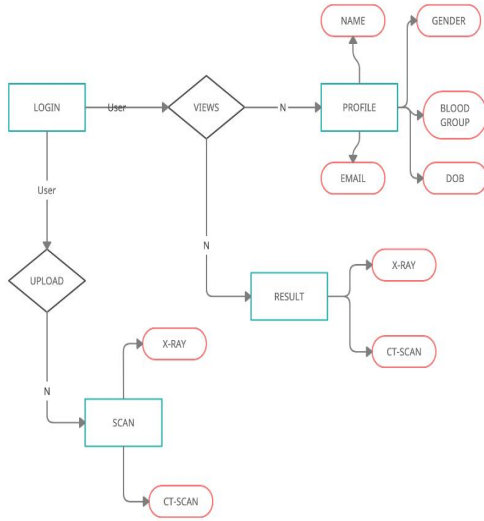 NAME
GENDER
LOGIN
User
VIEWS
N
PROFILE
BLOOD
GROUP
EMAIL
DOB
User
N
UPLOAD
X-RAY
RESULT
CT-SCAN
X-RAY
N
SCAN
CT-SCAN